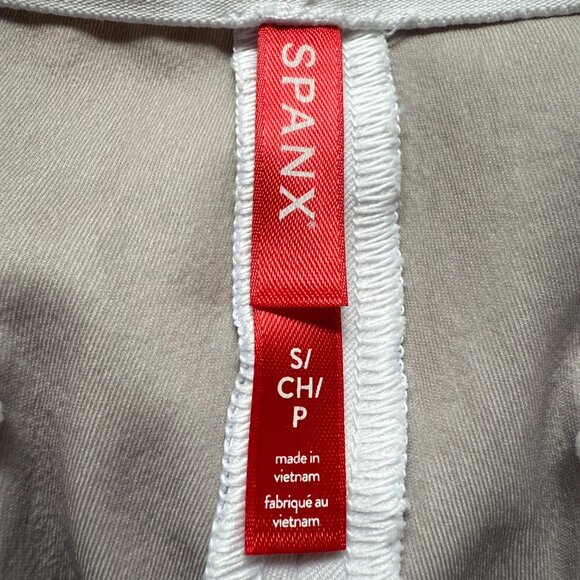 SPANX®
S/
CH/
P
made in
vietnam
fabriqué au
vietnam